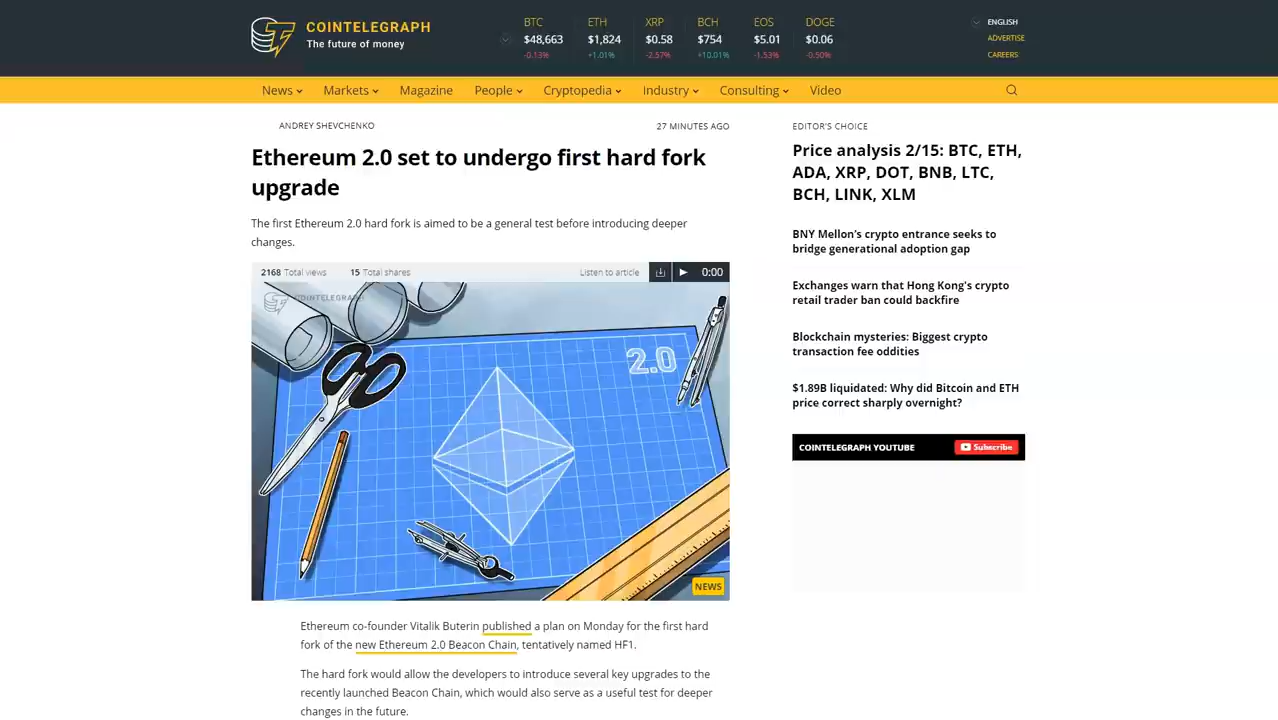 COINTELEGRAPH
The future of money
BTC
$48,663
-0.13%
ETH
$1,824
+1.01%
XRP
$0.58
-2.57%
BCH
$754
+10.01%
EOS
$5.01
-1.53%
DOGE
$0.06
-0.50%
ENGLISH
ADVERTISE
CAREERS
News Markets Magazine People Cryptopedia Industry Consulting Video
ANDREY SHEVCHENKO 27 MINUTES AGO
Ethereum 2.0 set to undergo first hard fork
upgrade
The first Ethereum 2.0 hard fork is aimed to be a general test before introducing deeper
changes.
2168 Total views 15 Total shares Listen to article 0:00
COINTELEGRAPH
2.0
NEWS
Ethereum co-founder Vitalik Buterin published a plan on Monday for the first hard
fork of the new Ethereum 2.0 Beacon Chain, tentatively named HF1.
The hard fork would allow the developers to introduce several key upgrades to the
recently launched Beacon Chain, which would also serve as a useful test for deeper
changes in the future.
EDITOR'S CHOICE
Price analysis 2/15: BTC, ETH,
ADA, XRP, DOT, BNB, LTC,
BCH, LINK, XLM
BNY Mellon's crypto entrance seeks to
bridge generational adoption gap
Exchanges warn that Hong Kong's crypto
retail trader ban could backfire
Blockchain mysteries: Biggest crypto
transaction fee oddities
$1.89B liquidated: Why did Bitcoin and ETH
price correct sharply overnight?
COINTELEGRAPH YOUTUBE Subscribe